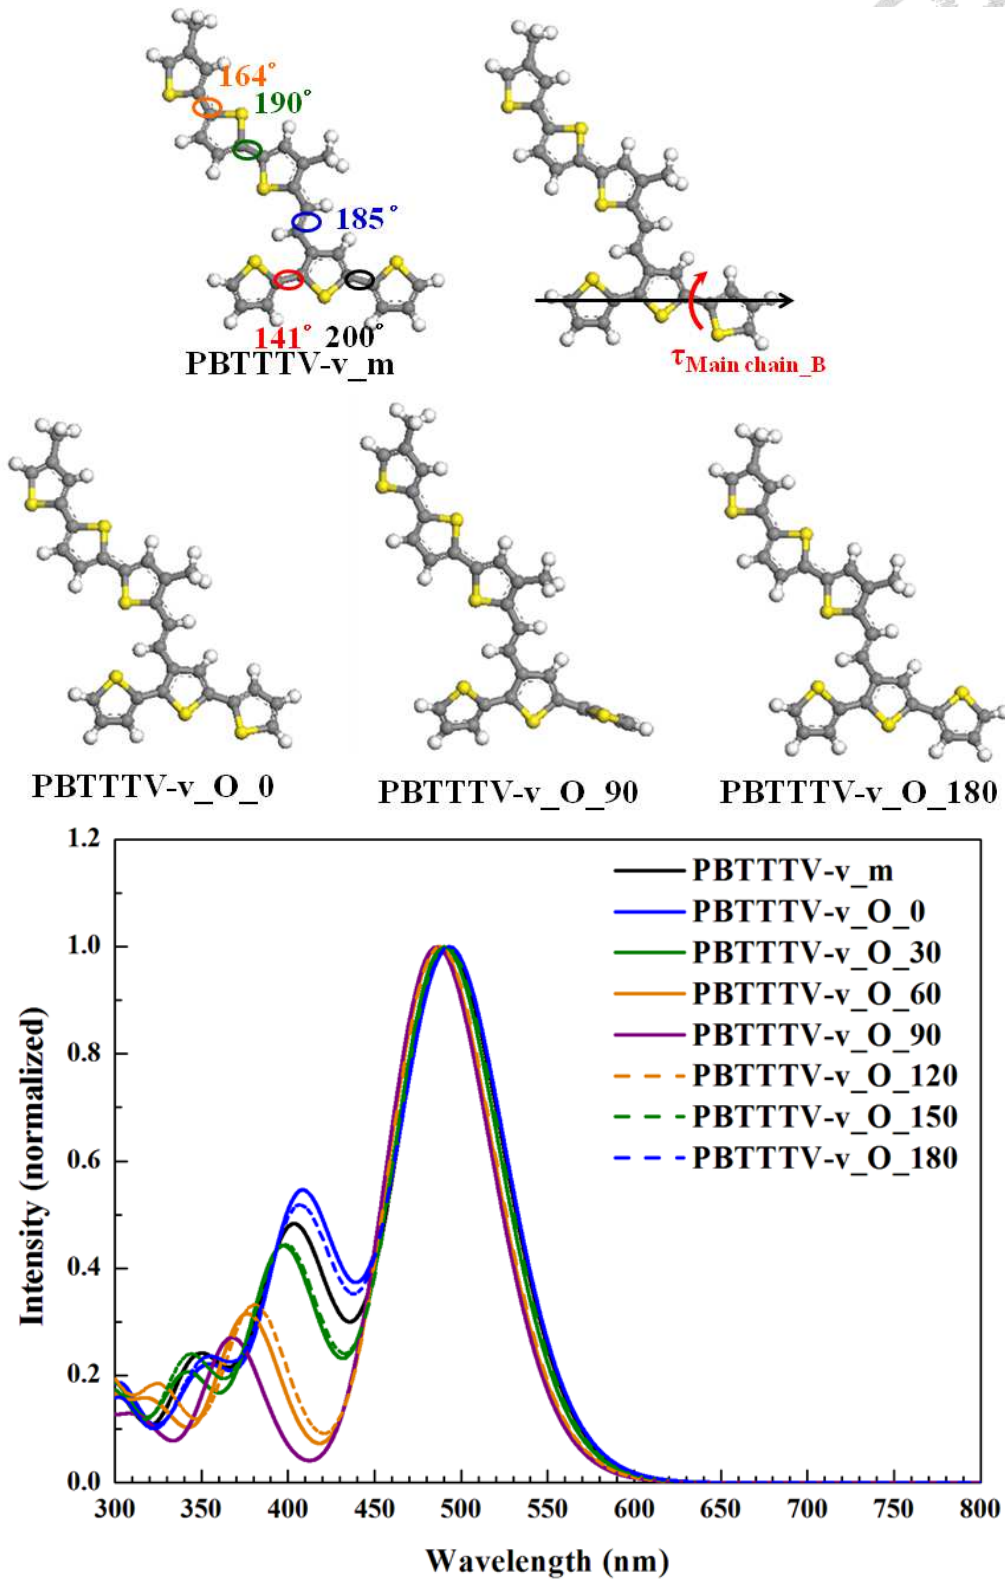 164°
190°
185°
141° 200°
PBTTTV-v_m
τMain chain_B
PBTTTV-v_O_0
PBTTTV-v_O_90
PBTTTV-v_O_180
1.2
1.0
0.8
0.6
0.4
0.2
0.0
Intensity (normalized)
PBTTTV-v_m
PBTTTV-v_O_0
PBTTTV-v_O_30
PBTTTV-v_O_60
PBTTTV-v_O_90
PBTTTV-v_O_120
PBTTTV-v_O_150
PBTTTV-v_O_180
300 350 400 450 500 550 600 650 700 750 800
Wavelength (nm)